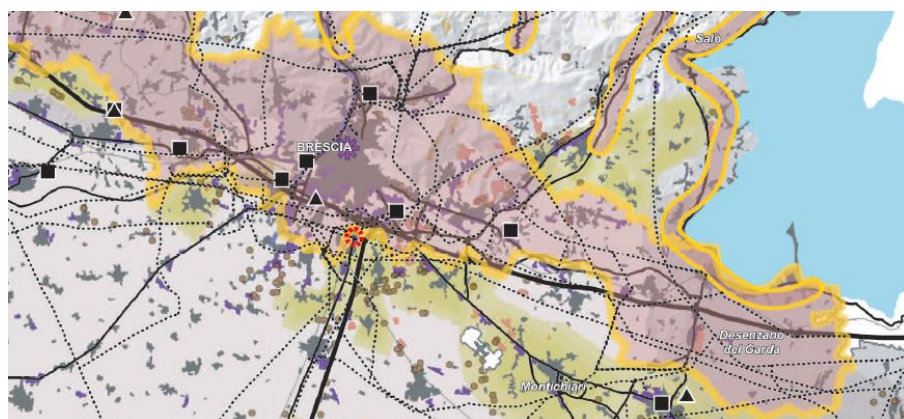 Salò
BRESCIA
Desenzano
del Garda
Montichiari